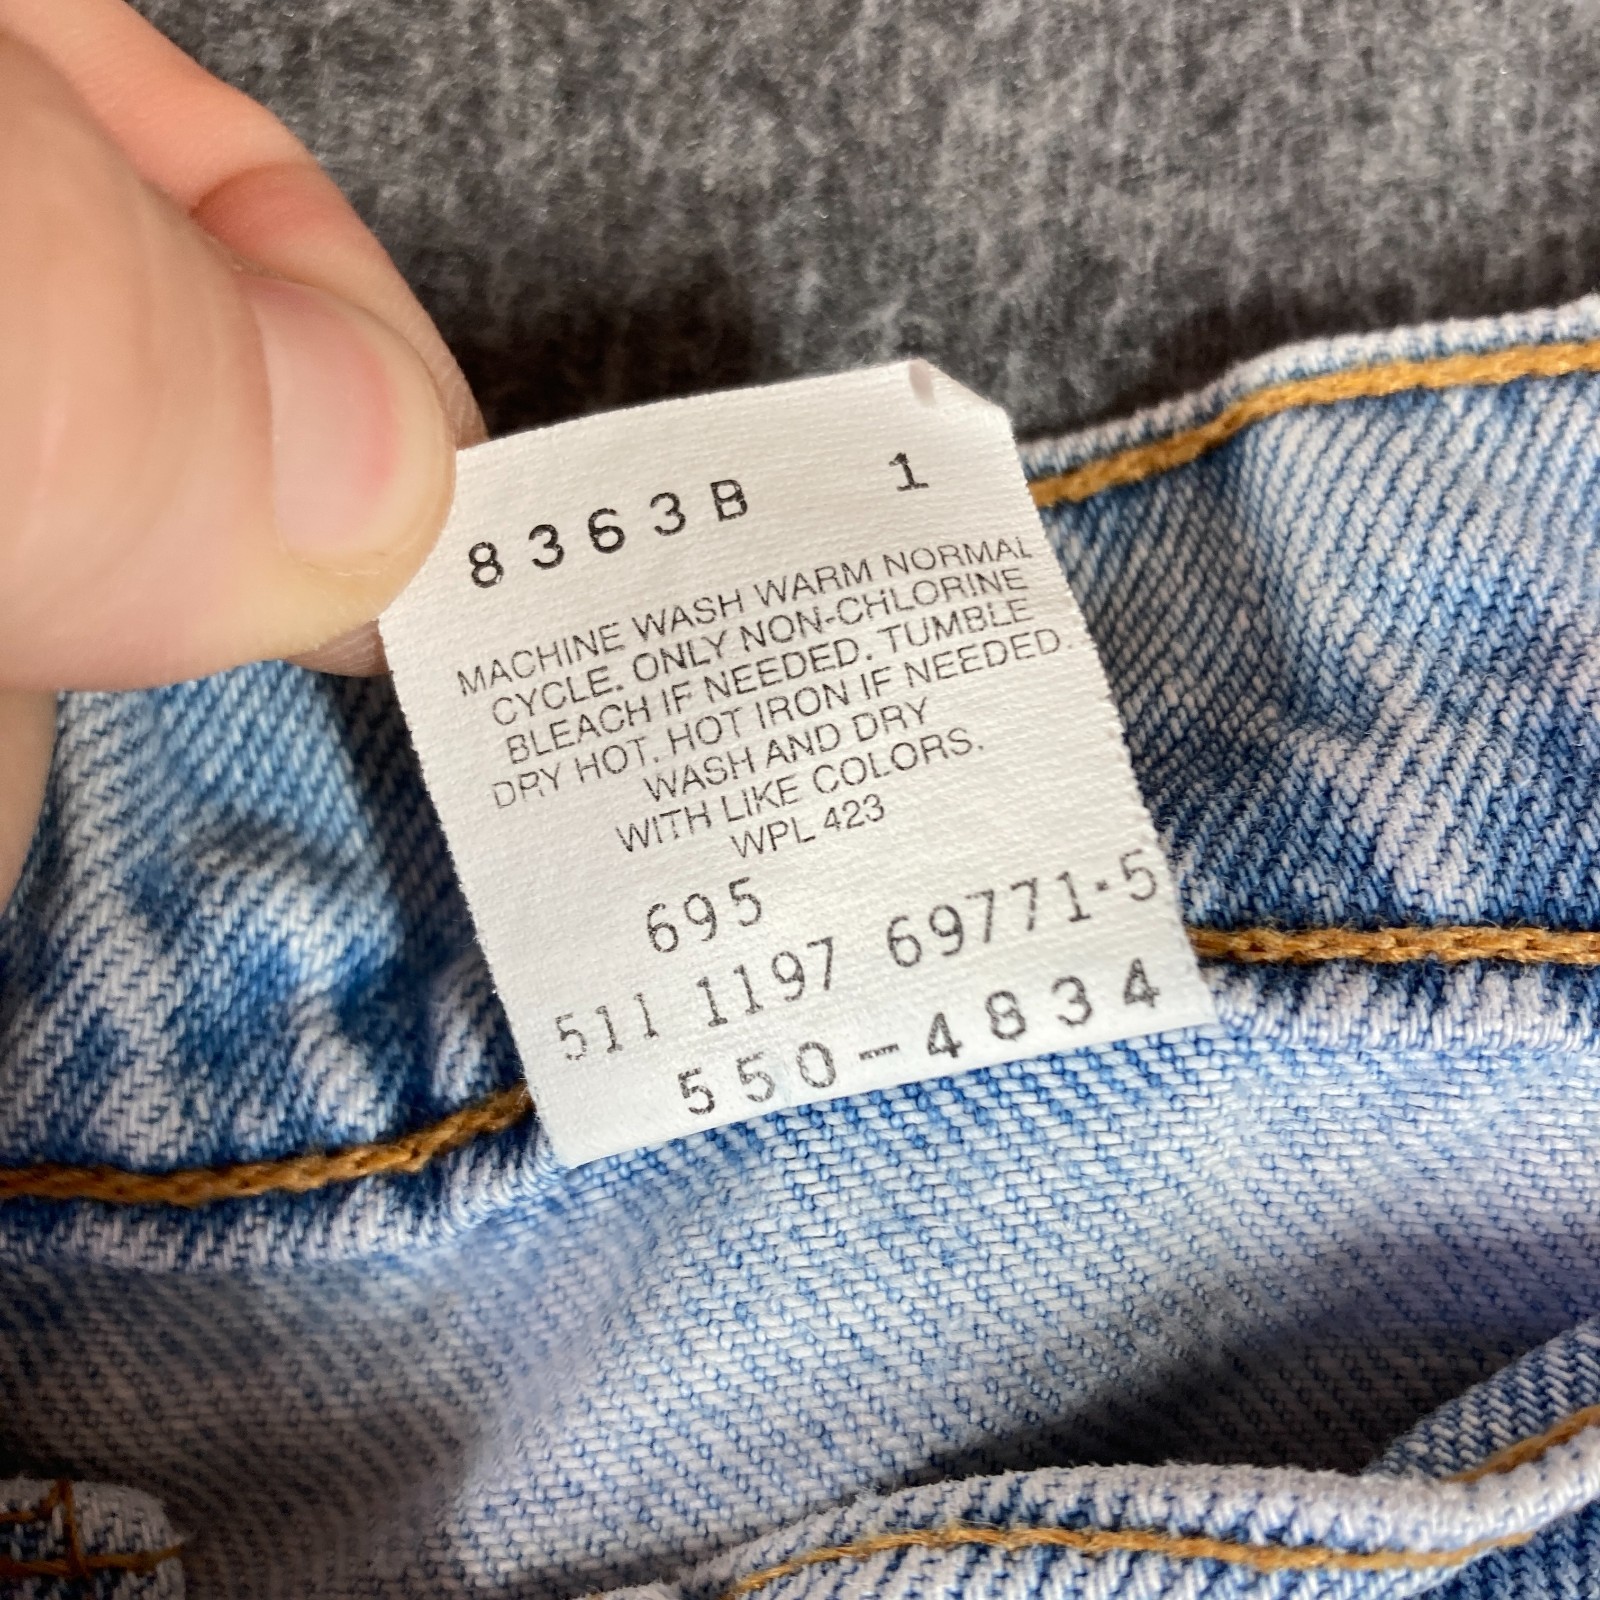 8363B 1
MACHINE WASH WARM NORMAL
CYCLE. ONLY NON-CHLORINE
BLEACH IF NEEDED. TUMBLE
DRY HOT. HOT IRON IF NEEDED.
WASH AND DRY
WITH LIKE COLORS.
WPL 423
695
511 1197 69771-5
550-4834